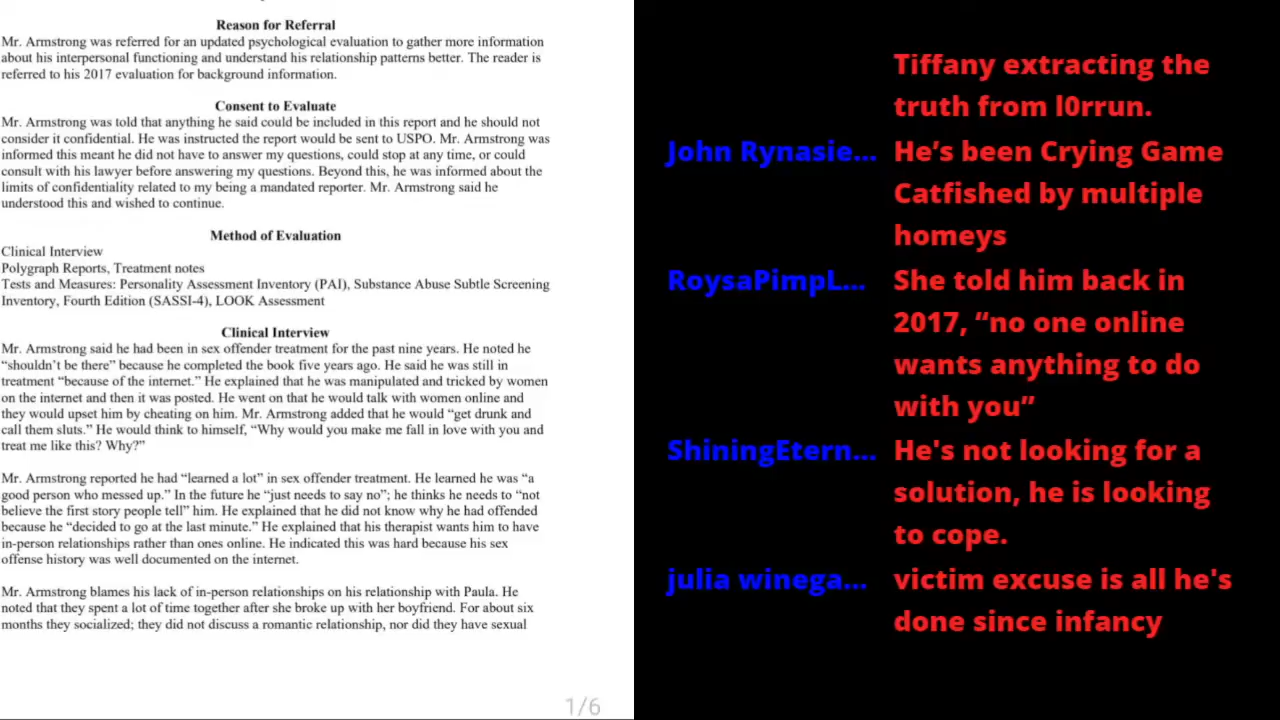 Reason for Referral
Mr. Armstrong was referred for an updated psychological evaluation to gather more information
about his interpersonal functioning and understand his relationship patterns better. The reader is
referred to his 2017 evaluation for background information.
Consent to Evaluate
Mr. Armstrong was told that anything he said could be included in this report and he should not
consider it confidential. He was instructed the report would be sent to USPO. Mr. Armstrong was
informed this meant he did not have to answer my questions, could stop at any time, or could
consult with his lawyer before answering my questions. Beyond this, he was informed about the
limits of confidentiality related to my being a mandated reporter. Mr. Armstrong said he
understood this and wished to continue.
Method of Evaluation
Clinical Interview
Polygraph Reports, Treatment notes
Tests and Measures: Personality Assessment Inventory (PAI), Substance Abuse Subtle Screening
Inventory, Fourth Edition (SASSI-4), LOOK Assessment
Clinical Interview
Mr. Armstrong said he had been in sex offender treatment for the past nine years. He noted he
“shouldn’t be there” because he completed the book five years ago. He said he was still in
treatment “because of the internet.” He explained that he was manipulated and tricked by women
on the internet and then it was posted. He went on that he would talk with women online and
they would upset him by cheating on him. Mr. Armstrong added that he would “get drunk and
call them sluts.” He would think to himself, “Why would you make me fall in love with you and
treat me like this? Why?”
Mr. Armstrong reported he had “learned a lot” in sex offender treatment. He learned he was “a
good person who messed up.” In the future he “just needs to say no”; he thinks he needs to “not
believe the first story people tell” him. He explained that he did not know why he had offended
because he “decided to go at the last minute.” He explained that his therapist wants him to have
in-person relationships rather than ones online. He indicated this was hard because his sex
offense history was well documented on the internet.
Mr. Armstrong blames his lack of in-person relationships on his relationship with Paula. He
noted that they spent a lot of time together after she broke up with her boyfriend. For about six
months they socialized; they did not discuss a romantic relationship, nor did they have sexual
1/6
Tiffany extracting the
truth from l0rrun.
John Rynasie... He’s been Crying Game
Catfished by multiple
homeys
RoysaPimpL... She told him back in
2017, “no one online
wants anything to do
with you”
ShiningEtern... He's not looking for a
solution, he is looking
to cope.
julia winega... victim excuse is all he's
done since infancy